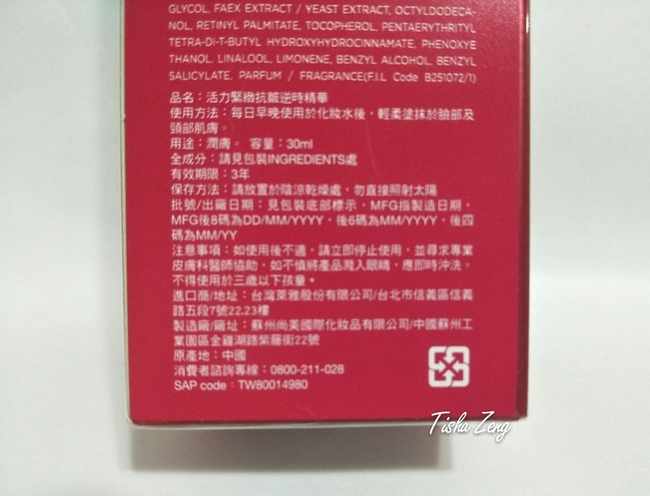 GLYCOL, FAEX EXTRACT / YEAST EXTRACT, OCTYLDODECA-
NOL, RETINYL PALMITATE, TOCOPHEROL, PENTAERYTHRITYL
TETRA-DI-T-BUTYL HYDROXYHYDROCINNAMATE, PHENOXYE
THANOL, LINALOOL, LIMONENE, BENZYL ALCOHOL, BENZYL
SALICYLATE, PARFUM / FRAGRANCE(F.I.L Code B251072/1)
品名：活力緊緻抗皺逆時精華
使用方法：每日早晚使用於化妝水後，輕柔塗抹於臉部及
頸部肌膚。
用途：潤膚。 容量：30ml
全成分：請見包裝INGREDIENTS處
有效期限：3年
保存方法：請放置於陰涼乾燥處，勿直接照射太陽
批號/出廠日期：見包裝底部標示，MFG指製造日期，
MFG後8碼為DD/MM/YYYY，後6碼為MM/YYYY，後四
碼為MM/YY
注意事項：如使用後不適，請立即停止使用，並尋求專業
皮膚科醫師協助，如不慎將產品濺入眼睛，應即時沖洗。
不得使用於三歲以下孩童。
進口商/地址：台灣萊雅股份有限公司/台北市信義區信義
路五段7號22.23樓
製造廠/廠址：蘇州尚美國際化妝品有限公司/中國蘇州工
業園區金雞湖路紫藤街22號
原產地：中國
消費者諮詢專線：0800-211-028
SAP code：TW80014980
Tisha Zeng